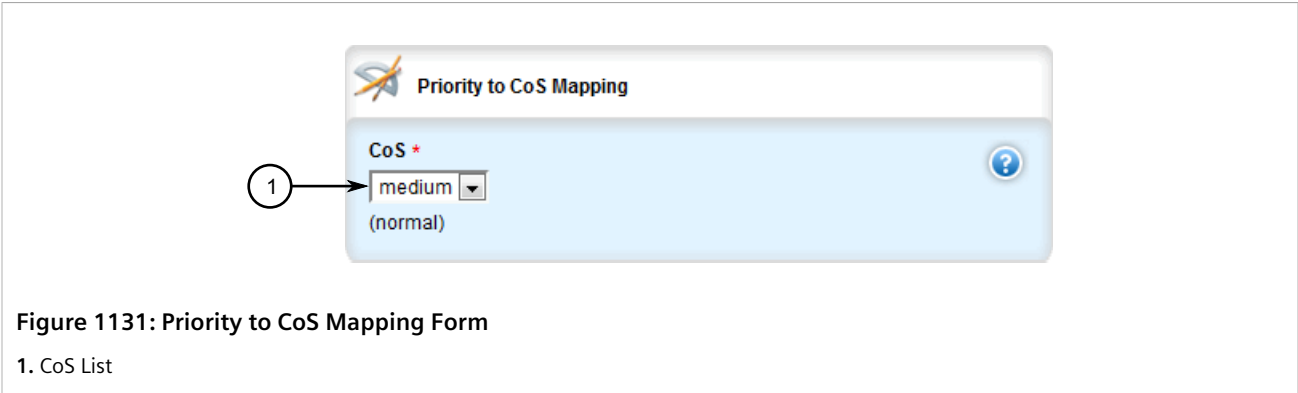 Priority to CoS Mapping
CoS *
1
medium
(normal)
?
Figure 1131: Priority to CoS Mapping Form
1. CoS List